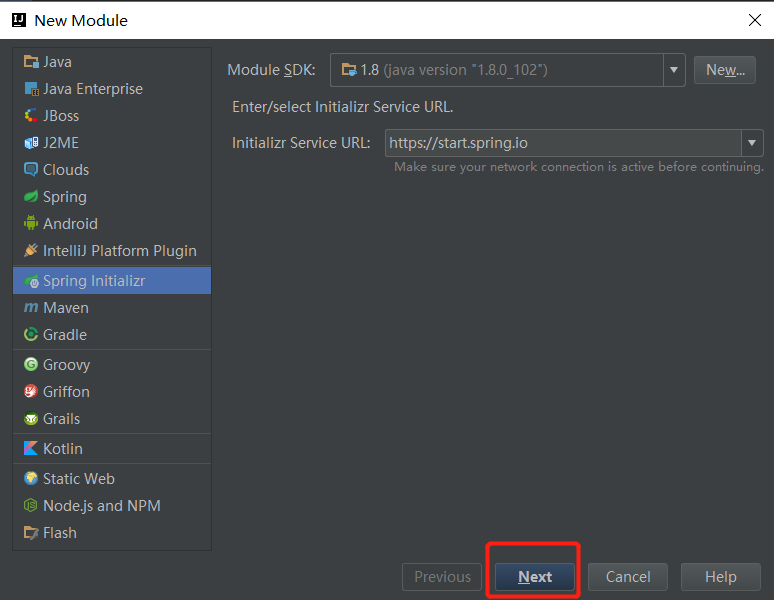 New Module
Java
Java Enterprise
JBoss
J2ME
Clouds
Spring
Android
IntelliJ Platform Plugin
Spring Initializr
Maven
Gradle
Groovy
Griffon
Grails
Kotlin
Static Web
Node.js and NPM
Flash
Module SDK: 1.8 (java version "1.8.0_102") New...
Enter/select Initializr Service URL.
Initializr Service URL: https://start.spring.io
Make sure your network connection is active before continuing.
Previous Next Cancel Help